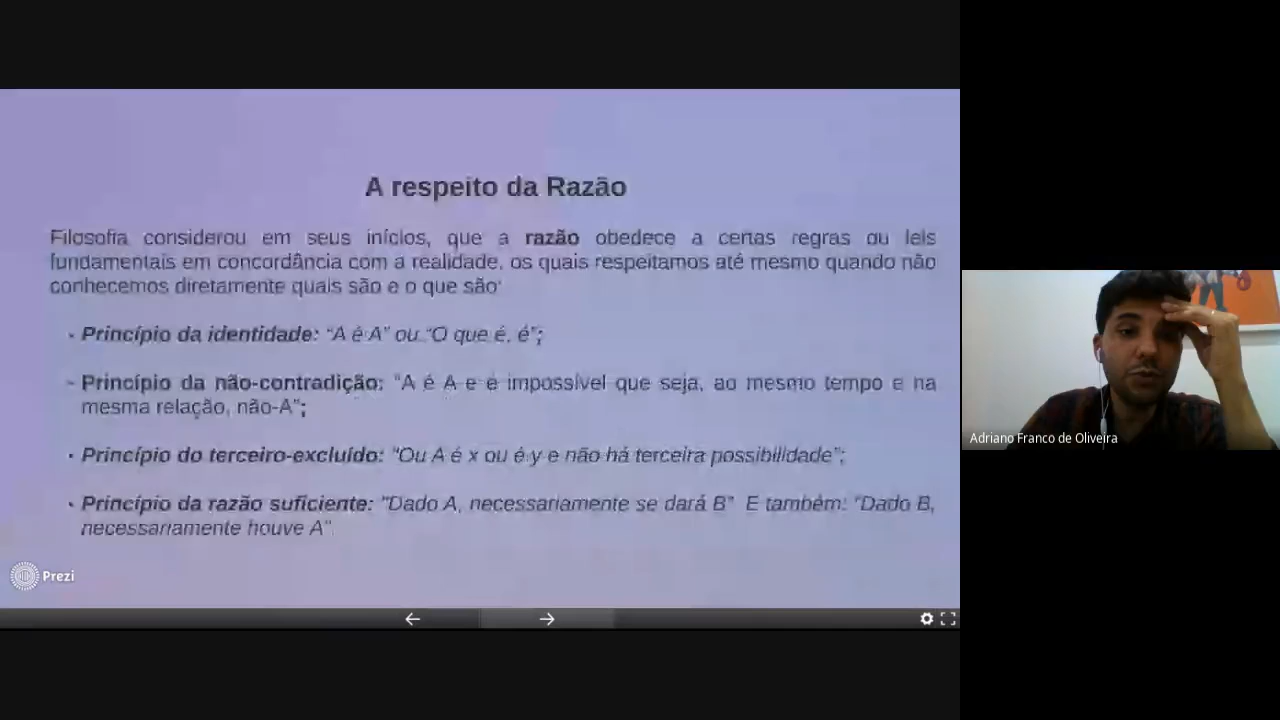 A respeito da Razão
Filosofia considerou em seus inícios, que a razão obedece a certas regras ou leis
fundamentais em concordância com a realidade, os quais respeitamos até mesmo quando não
conhecemos diretamente quais são e o que são:
- Princípio da identidade: “A é A” ou “O que é, é”;
- Princípio da não-contradição: “A é A e é impossível que seja, ao mesmo tempo e na
mesma relação, não-A”;
- Princípio do terceiro-excluído: “Ou A é x ou é y e não há terceira possibilidade”;
- Princípio da razão suficiente: “Dado A, necessariamente se dará B” E também: “Dado B,
necessariamente houve A”.
Prezi
Adriano Franco de Oliveira